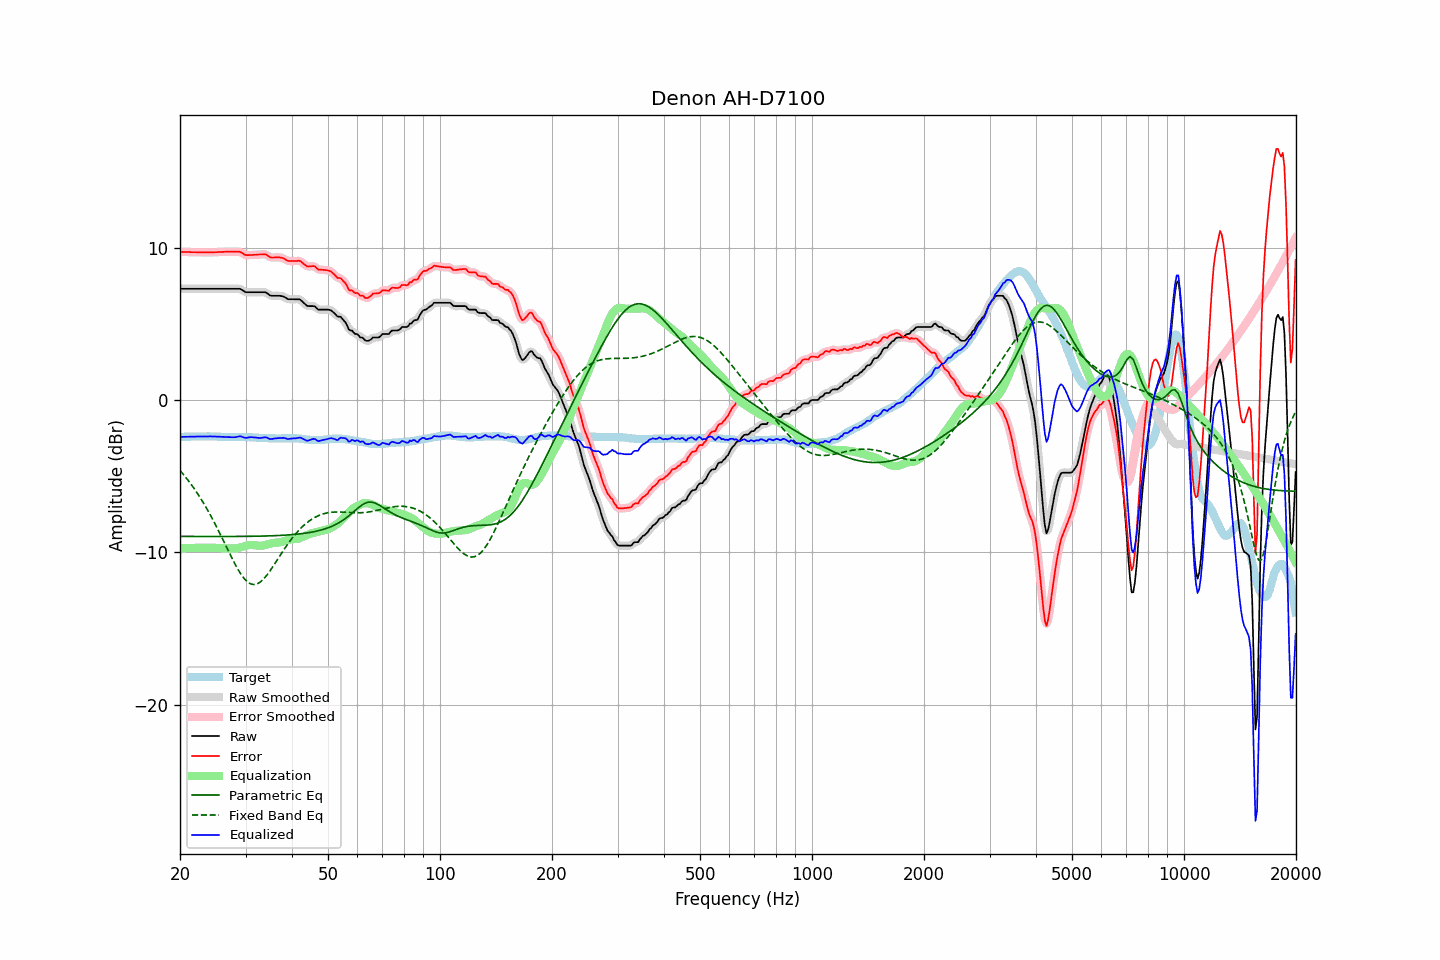 Denon AH-D7100
Amplitude (dBr)
10
0
−10
−20
Target
Raw Smoothed
Error Smoothed
Raw
Error
Equalization
Parametric Eq
Fixed Band Eq
Equalized
20 50 100 200 500 1000 2000 5000 10000 20000
Frequency (Hz)